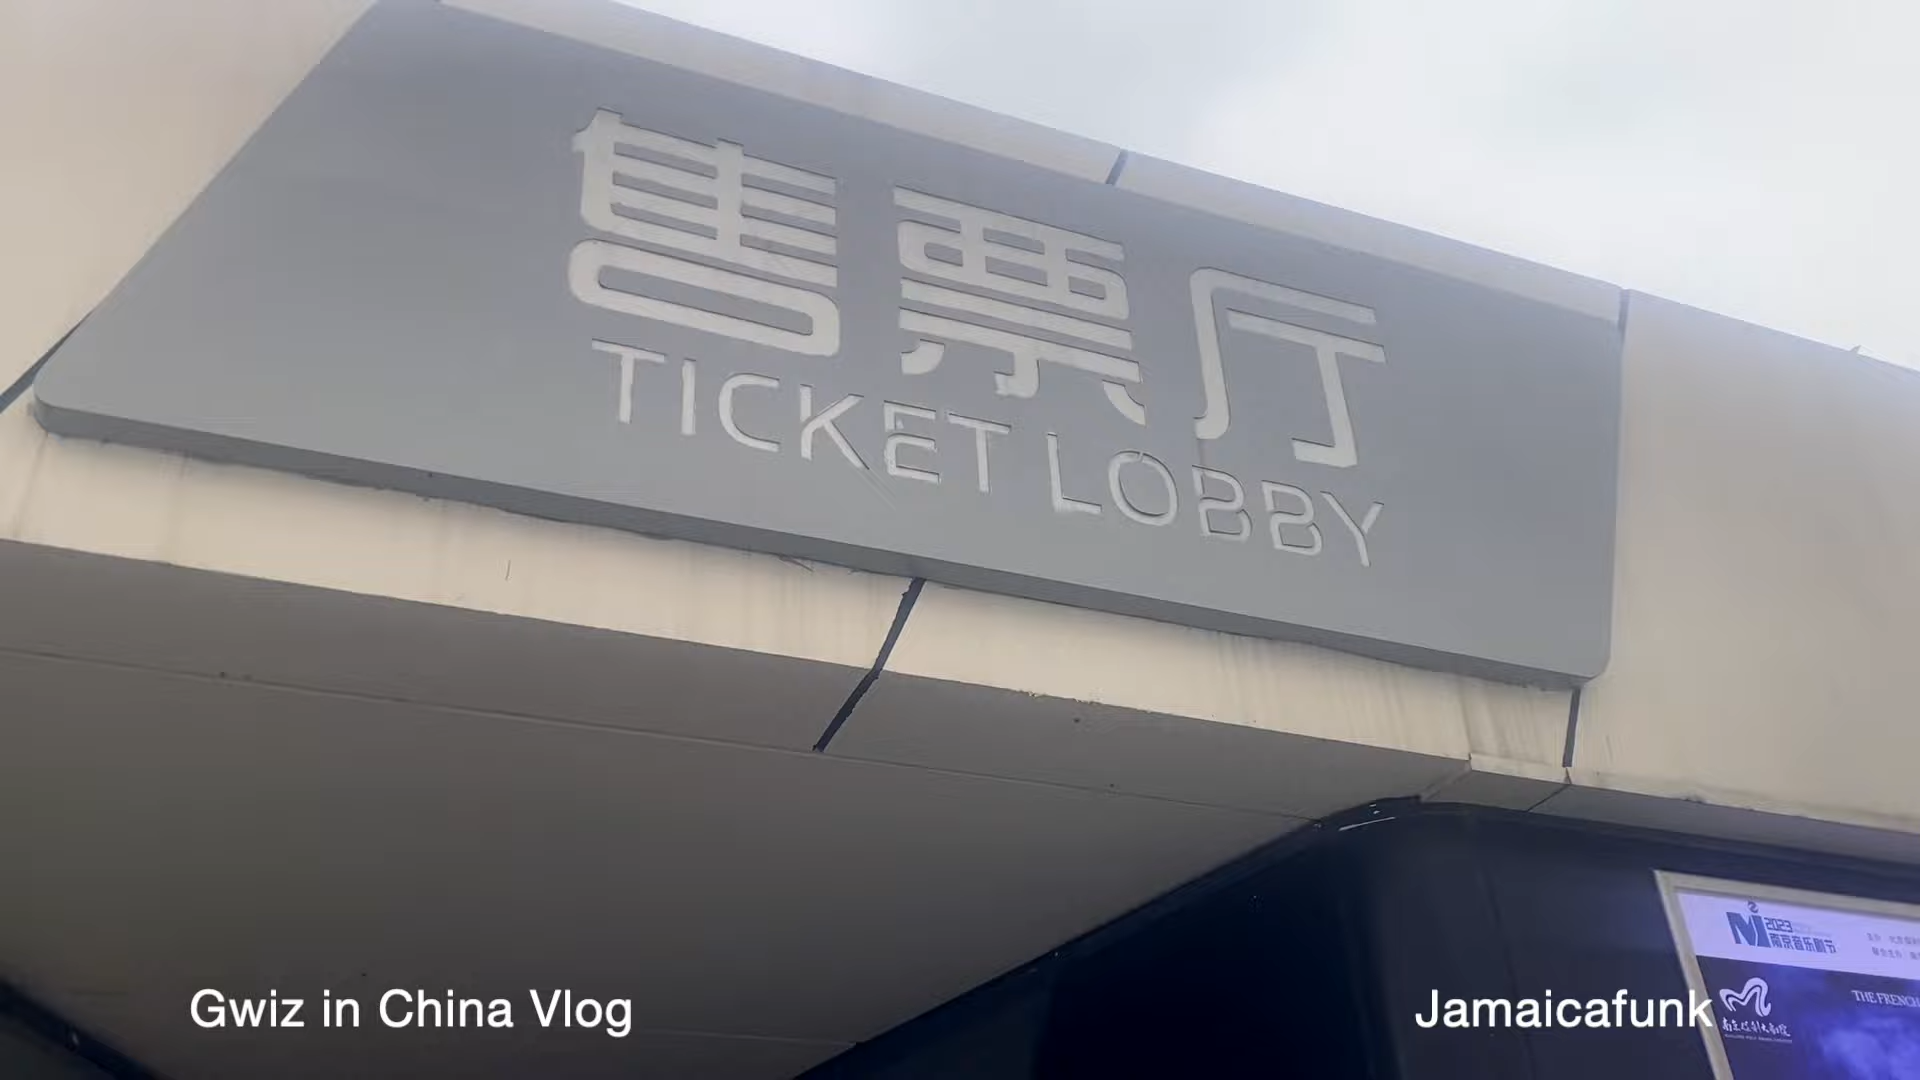 售票厅
TICKET LOBBY
2023
南京音乐剧节
THE FRENCH
Gwiz in China Vlog
Jamaicafunk